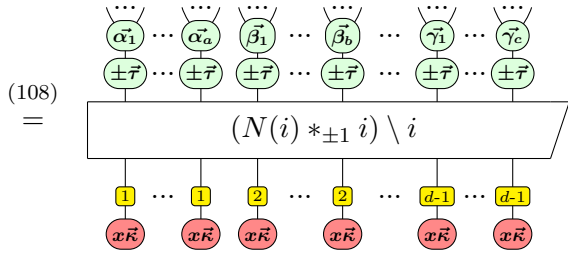 ... ... ... ... ... ...
α⃗₁ ... α⃗ₐ β⃗₁ ... β⃗_b ... γ⃗₁ ... γ⃗_c
±τ⃗ ... ±τ⃗ ±τ⃗ ... ±τ⃗ ... ±τ⃗ ... ±τ⃗
(108)
=
(N(i) *±1 i) \ i
1 ... 1 2 ... 2 ... d-1 ... d-1
xκ⃗ xκ⃗ xκ⃗ xκ⃗ xκ⃗ xκ⃗